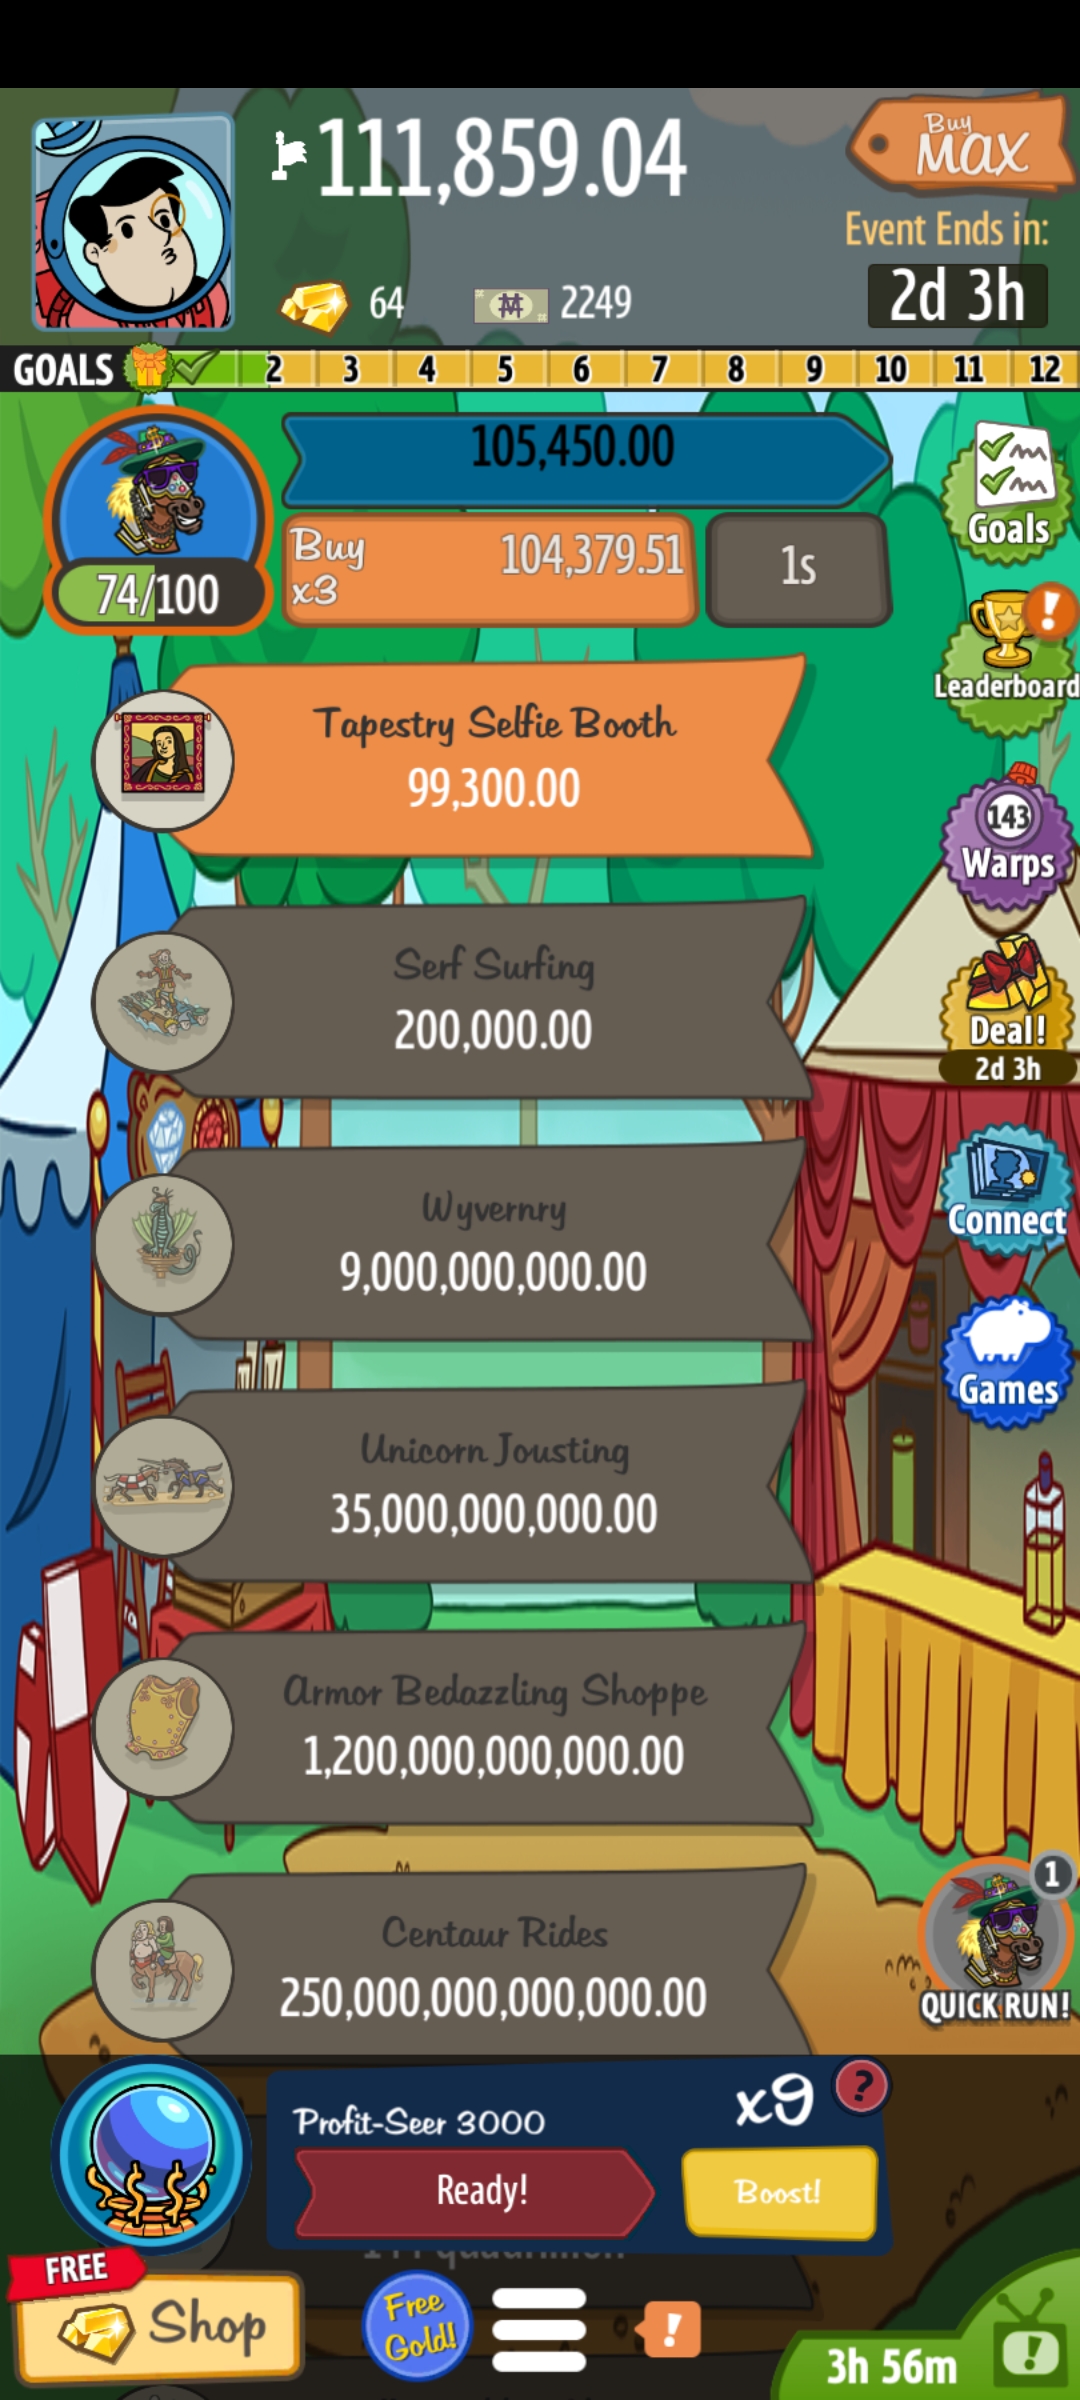 111,859.04
Buy
MAX
Event Ends in:
64
2249
2d 3h
GOALS 2 3 4 5 6 7 8 9 10 11 12
105,450.00
Buy
x3
104,379.51
1s
74/100
Goals
!
Leaderboard
Tapestry Selfie Booth
99,300.00
143
Warps
Serf Surfing
200,000.00
Deal!
2d 3h
Wyvernry
9,000,000,000.00
Connect
Games
Unicorn Jousting
35,000,000,000.00
Armor Bedazzling Shoppe
1,200,000,000,000.00
Centaur Rides
250,000,000,000,000.00
1
QUICK RUN!
Profit-Seer 3000
x9
?
Ready!
Boost!
FREE
Shop
Free
Gold!
!
3h 56m
!